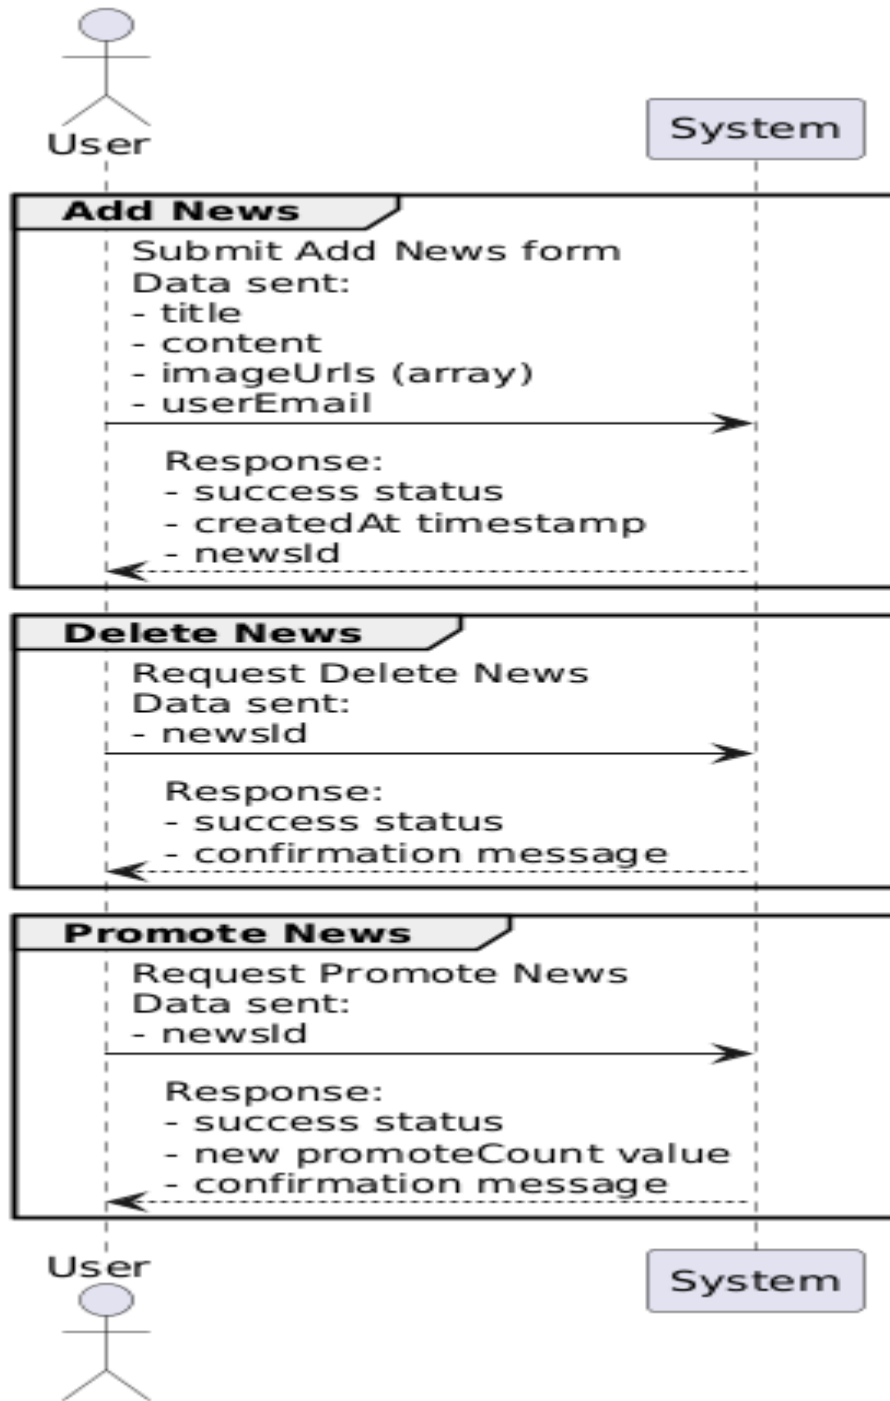 User
System
Add News
Submit Add News form
Data sent:
- title
- content
- imageUrls (array)
- userEmail
Response:
- success status
- createdAt timestamp
- newsId
Delete News
Request Delete News
Data sent:
- newsId
Response:
- success status
- confirmation message
Promote News
Request Promote News
Data sent:
- newsId
Response:
- success status
- new promoteCount value
- confirmation message
User
System